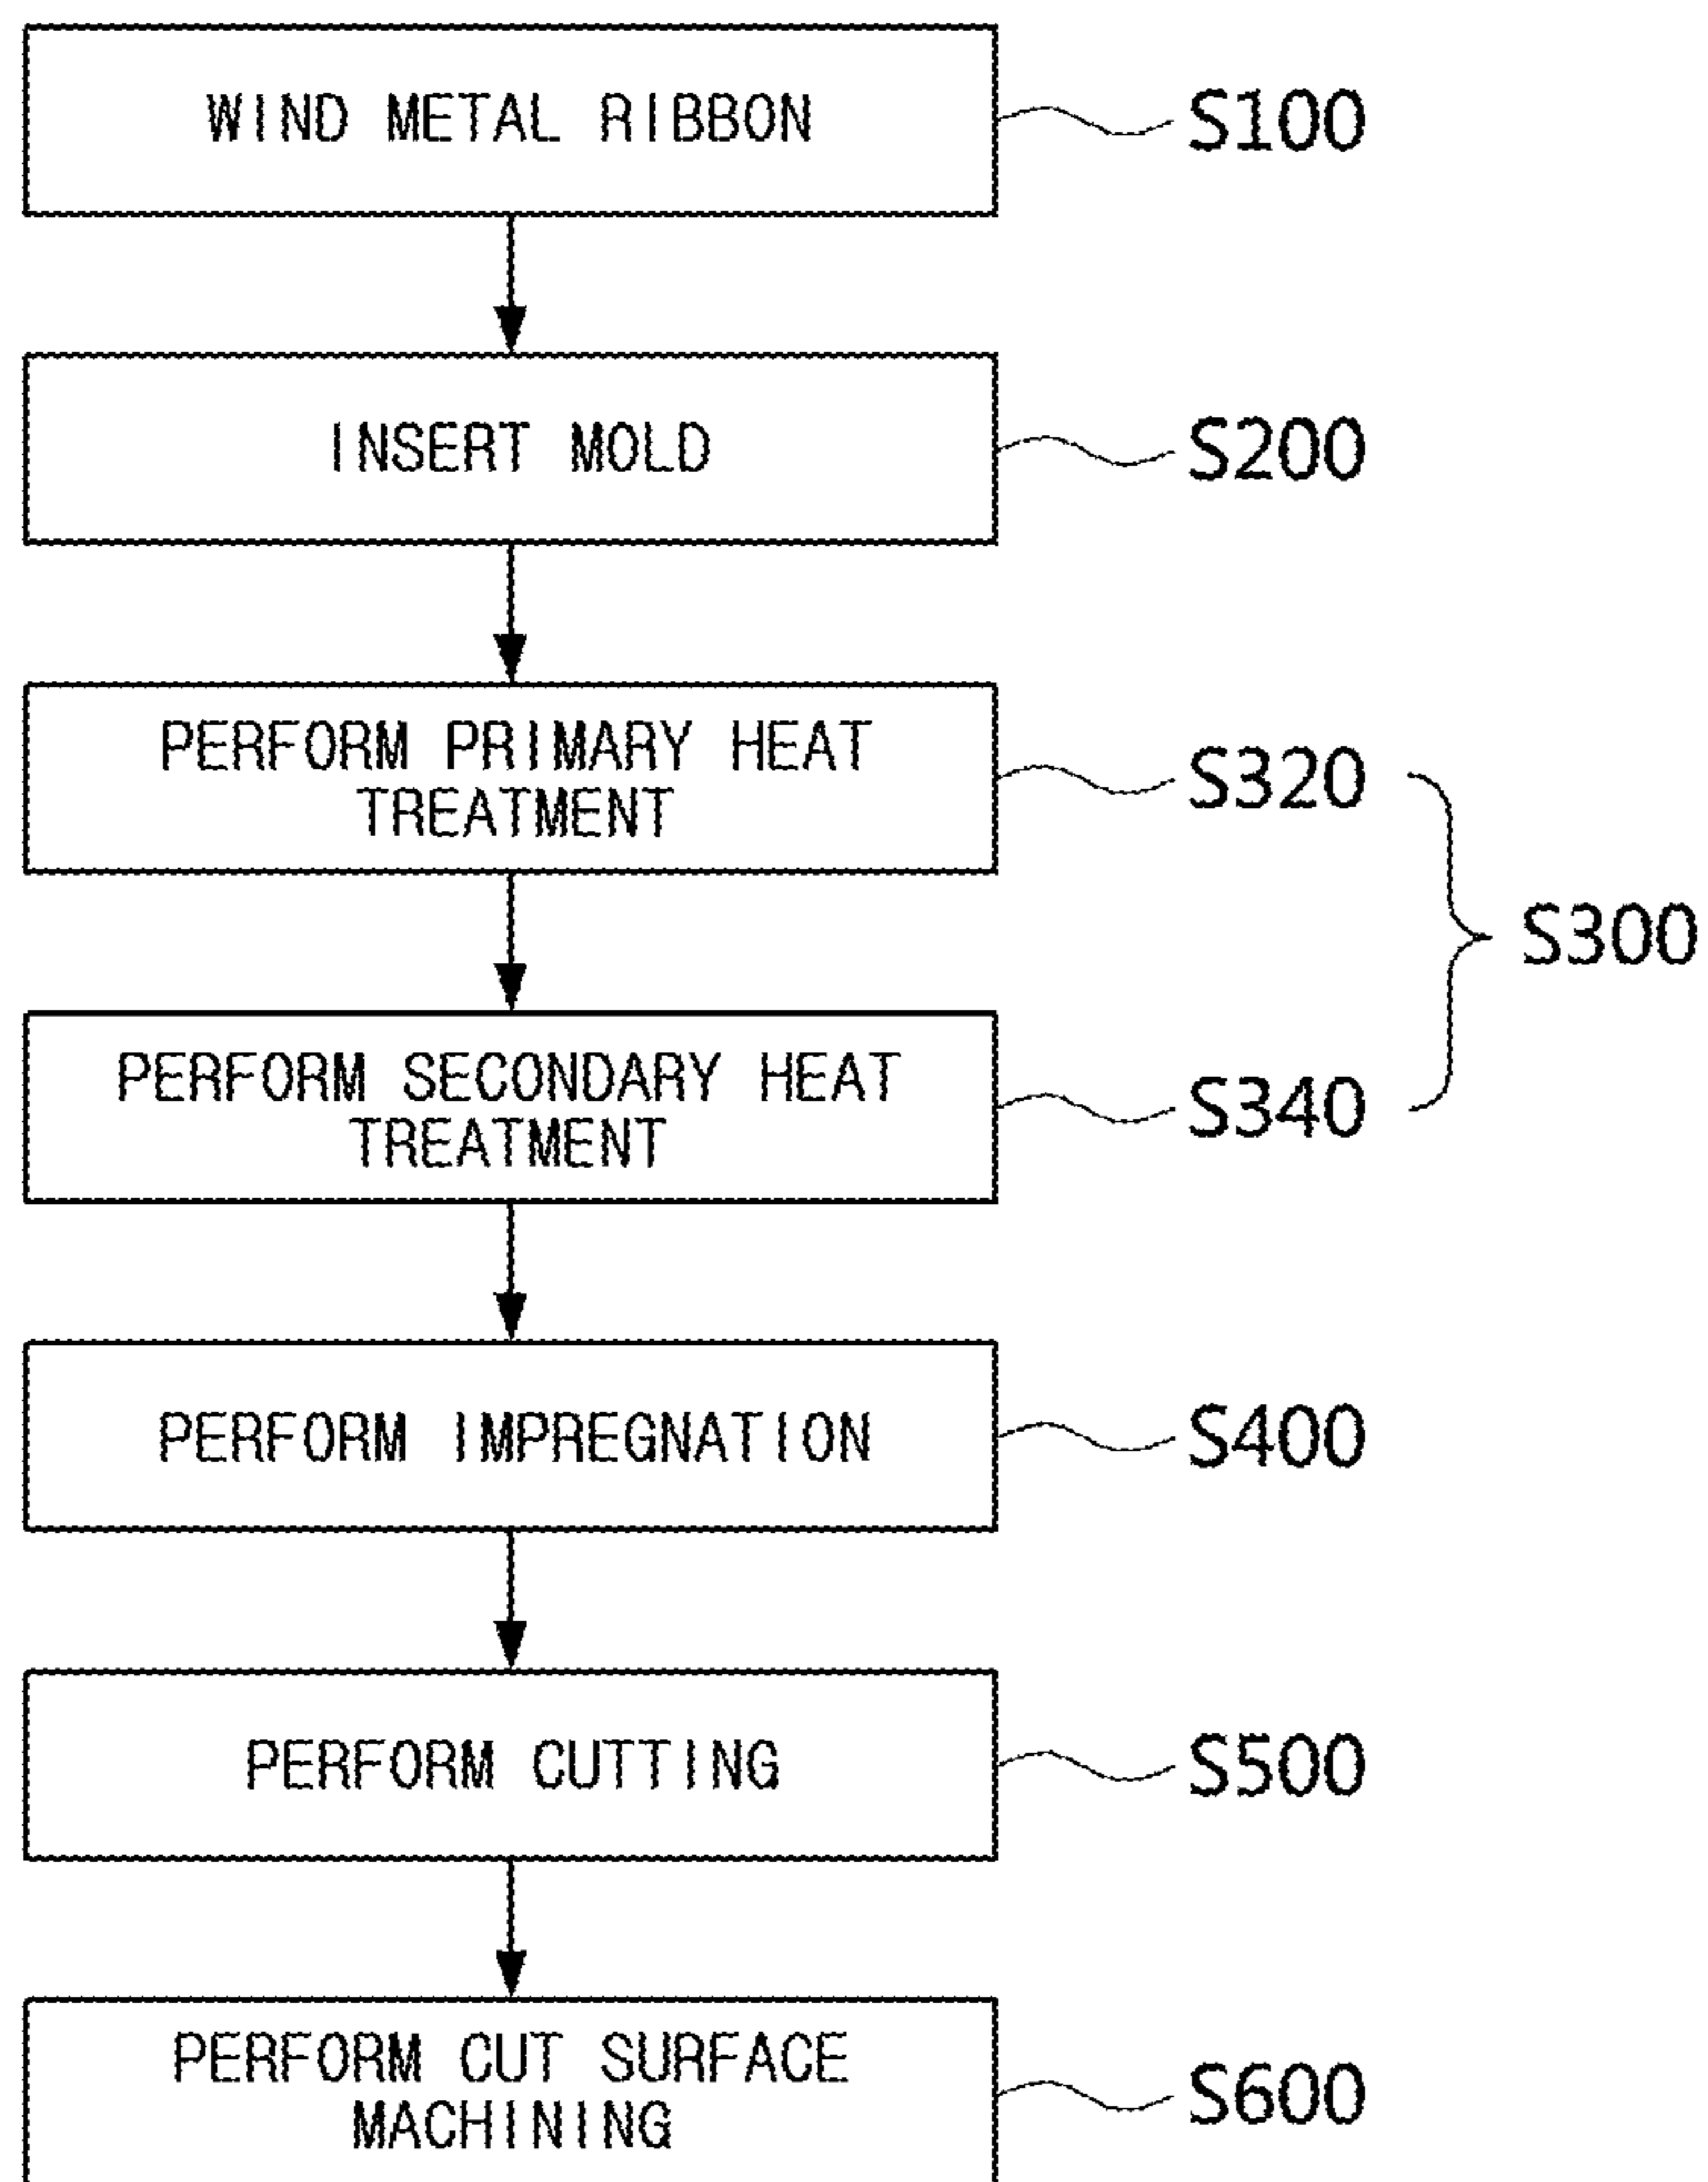 WIND METAL RIBBON
S100
INSERT MOLD
S200
PERFORM PRIMARY HEAT
TREATMENT
S320
S300
PERFORM SECONDARY HEAT
TREATMENT
S340
PERFORM IMPREGNATION
S400
PERFORM CUTTING
S500
PERFORM CUT SURFACE
MACHINING
S600